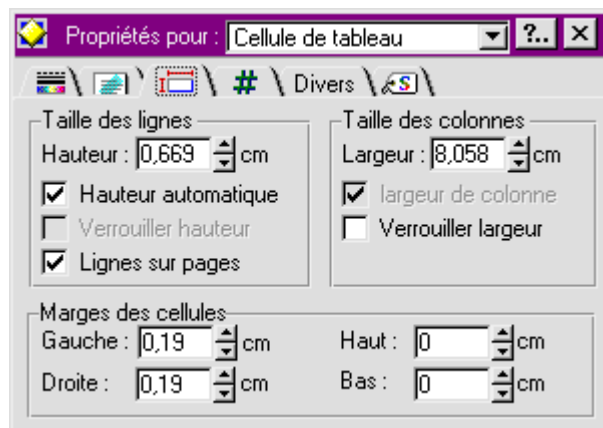 Propriétés pour : Cellule de tableau ?..
# Divers S
Taille des lignes
Hauteur : 0,669 cm
Hauteur automatique
Verrouiller hauteur
Lignes sur pages
Taille des colonnes
Largeur : 8,058 cm
largeur de colonne
Verrouiller largeur
Marges des cellules
Gauche : 0,19 cm Haut : 0 cm
Droite : 0,19 cm Bas : 0 cm